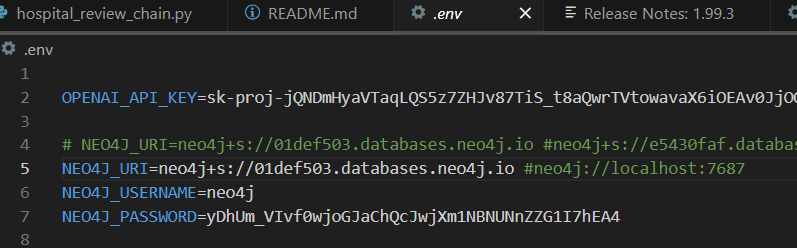 hospital_review_chain.py README.md .env Release Notes: 1.99.3
.env
1
2 OPENAI_API_KEY=sk-proj-jQNDmHyaVTaqLQS5z7ZHJv87TiS_t8aQwrTVtowavaX6iOEAv0JjO
3
4 # NEO4J_URI=neo4j+s://01def503.databases.neo4j.io #neo4j+s://e5430faf.databas
5 NEO4J_URI=neo4j+s://01def503.databases.neo4j.io #neo4j://localhost:7687
6 NEO4J_USERNAME=neo4j
7 NEO4J_PASSWORD=yDhUm_VIvf0wjoGJaChQcJwjXm1NBNUNnZZG1I7hEA4
8